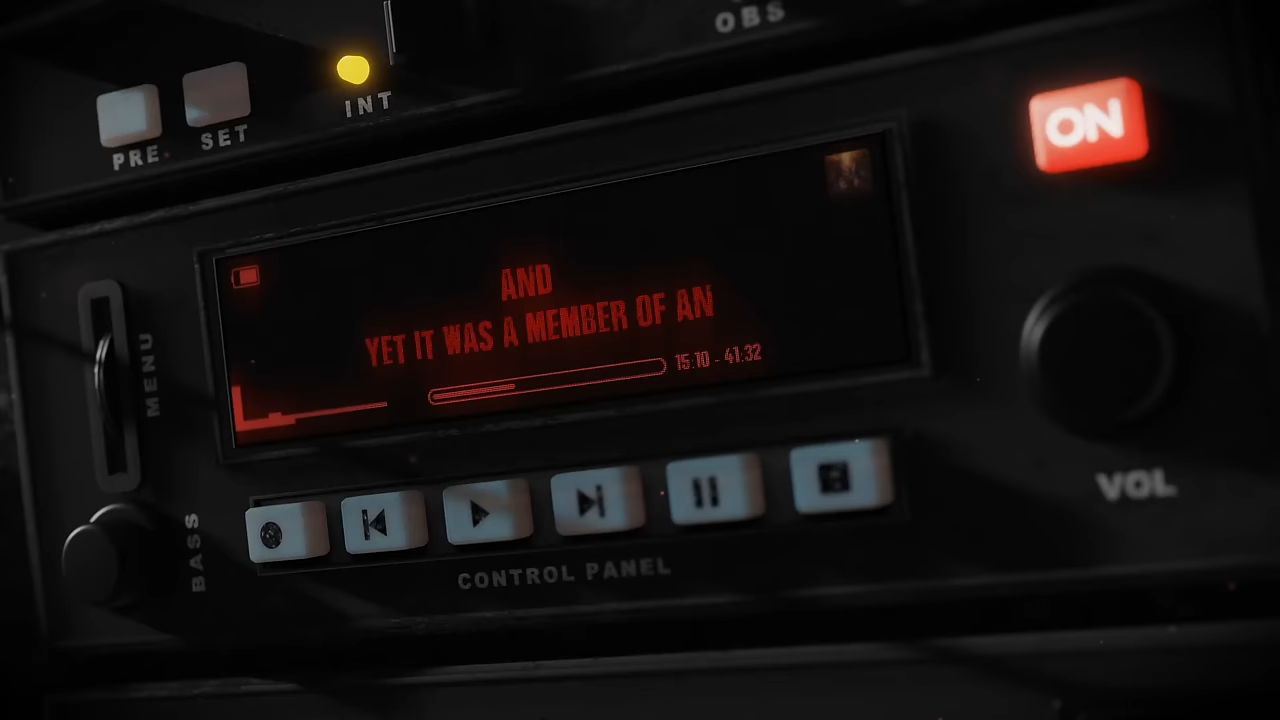 OBS
INT
PRE.
SET
ON
AND
YET IT WAS A MEMBER OF AN
15:10 - 41:32
MENU
BASS
VOL
CONTROL PANEL